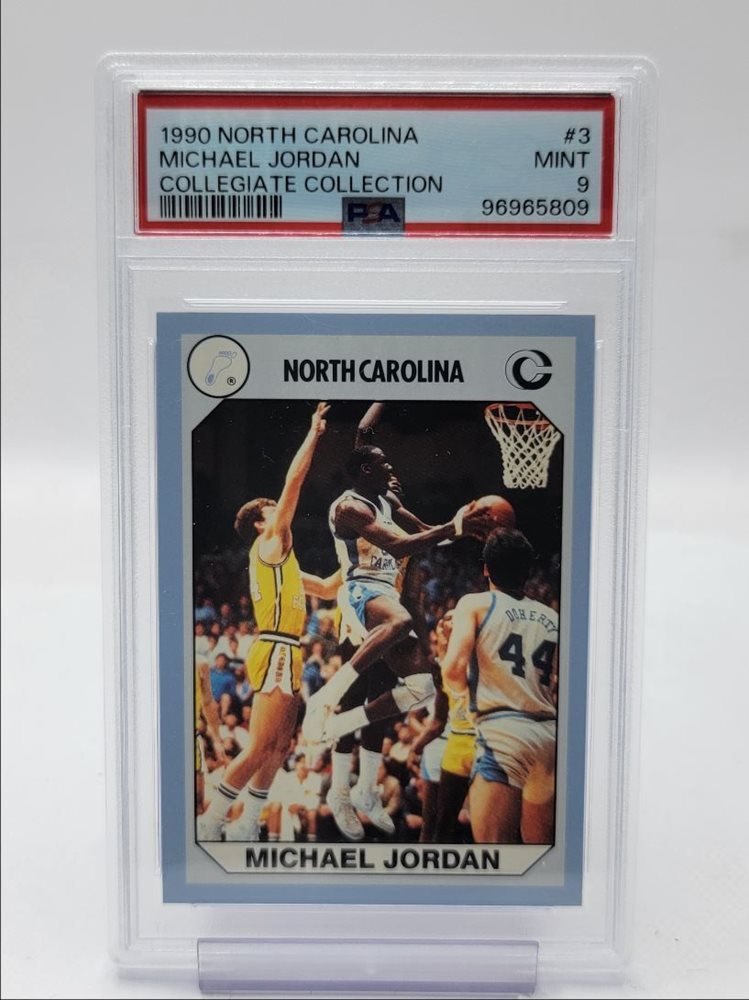 1990 NORTH CAROLINA #3
MICHAEL JORDAN MINT
COLLEGIATE COLLECTION 9
PSA 96965809
NORTH CAROLINA
®
DOHERTY
44
MICHAEL JORDAN